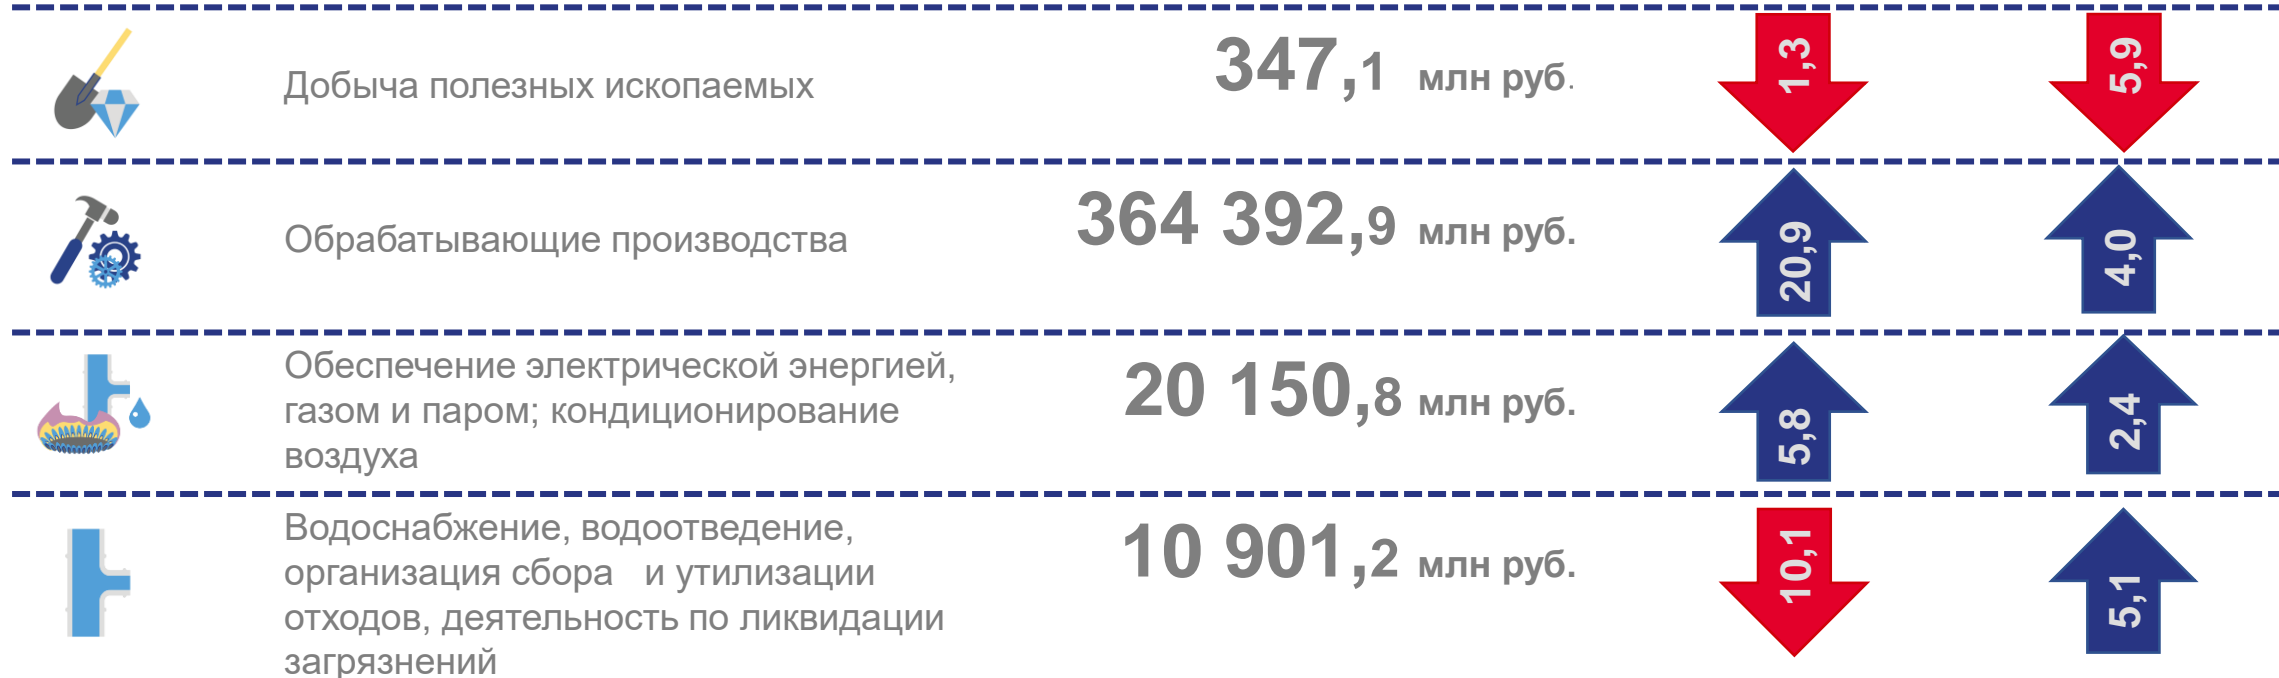 Добыча полезных ископаемых 347,1 млн руб. 1,3 5,9
Обрабатывающие производства 364 392,9 млн руб. 20,9 4,0
Обеспечение электрической энергией,
газом и паром; кондиционирование
воздуха
20 150,8 млн руб. 5,8 2,4
Водоснабжение, водоотведение,
организация сбора и утилизации
отходов, деятельность по ликвидации
загрязнений
10 901,2 млн руб. 10,1 5,1